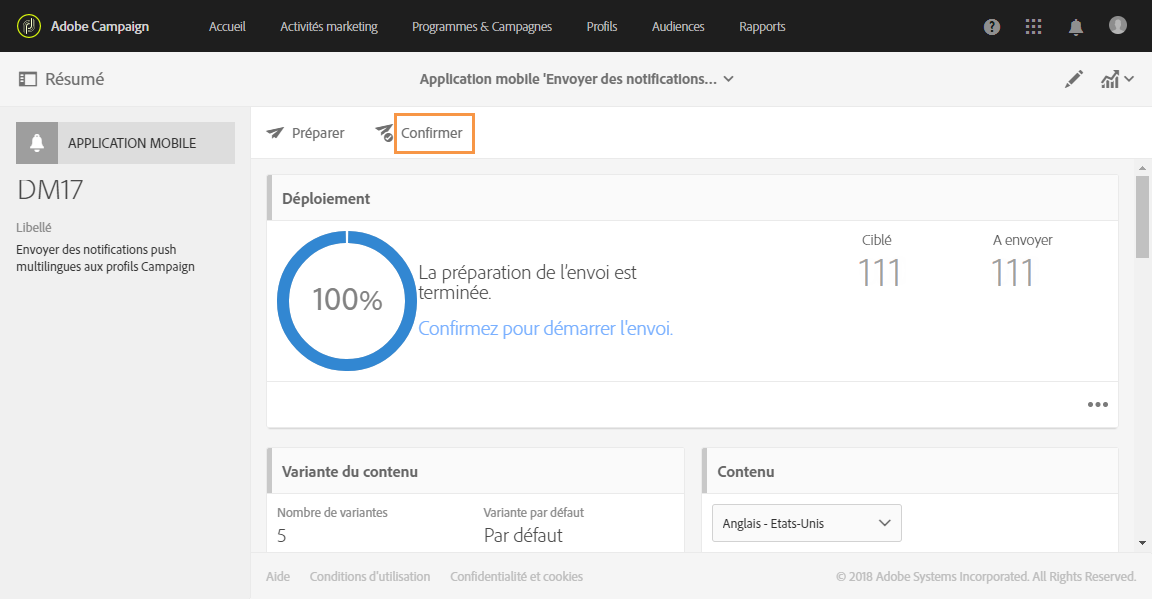 Adobe Campaign Accueil Activités marketing Programmes & Campagnes Profils Audiences Rapports
Résumé Application mobile 'Envoyer des notifications...
APPLICATION MOBILE
DM17
Libellé
Envoyer des notifications push
multilingues aux profils Campaign
Préparer Confirmer
Déploiement
100%
La préparation de l'envoi est
terminée.
Confirmez pour démarrer l'envoi.
Ciblé A envoyer
111 111
Variante du contenu
Nombre de variantes Variante par défaut
5 Par défaut
Contenu
Anglais - Etats-Unis
Aide Conditions d'utilisation Confidentialité et cookies © 2018 Adobe Systems Incorporated. All Rights Reserved.